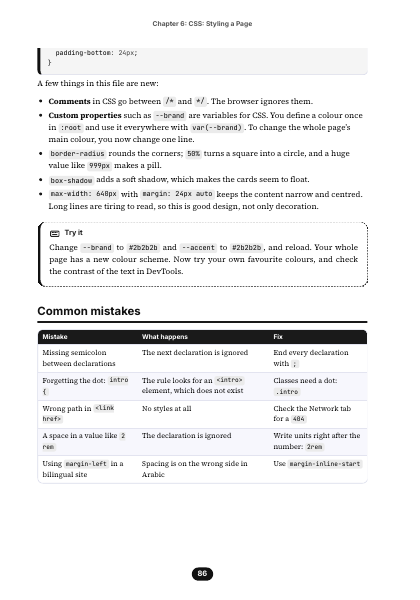 Chapter 6: CSS: Styling a Page
padding-bottom: 24px;
}
A few things in this file are new:
• Comments in CSS go between /* and */. The browser ignores them.
• Custom properties such as --brand are variables for CSS. You define a colour once
in :root and use it everywhere with var(--brand). To change the whole page's
main colour, you now change one line.
• border-radius rounds the corners; 50% turns a square into a circle, and a huge
value like 999px makes a pill.
• box-shadow adds a soft shadow, which makes the cards seem to float.
• max-width: 640px with margin: 24px auto keeps the content narrow and centred.
Long lines are tiring to read, so this is good design, not only decoration.
Try it
Change --brand to #2b2b2b and --accent to #2b2b2b, and reload. Your whole
page has a new colour scheme. Now try your own favourite colours, and check
the contrast of the text in DevTools.
Common mistakes
Mistake What happens Fix
Missing semicolon The next declaration is ignored End every declaration
between declarations with ;
Forgetting the dot: intro The rule looks for an <intro> Classes need a dot:
{ element, which does not exist .intro
Wrong path in <link No styles at all Check the Network tab
href> for a 404
A space in a value like 2 The declaration is ignored Write units right after the
rem number: 2rem
Using margin-left in a Spacing is on the wrong side in Use margin-inline-start
bilingual site Arabic
86